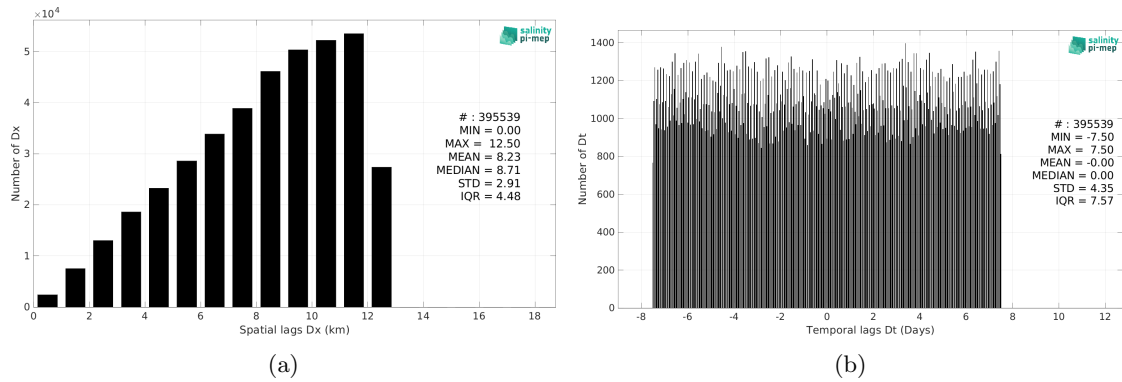 ×10⁴
5
4
3
2
1
0
Number of Dx
0 2 4 6 8 10 12 14 16 18
Spatial lags Dx (km)
salinity
pi-mep
# : 395539
MIN = 0.00
MAX = 12.50
MEAN = 8.23
MEDIAN = 8.71
STD = 2.91
IQR = 4.48
(a)
1400
1200
1000
800
600
400
200
0
Number of Dt
-8 -6 -4 -2 0 2 4 6 8 10 12
Temporal lags Dt (Days)
salinity
pi-mep
# : 395539
MIN = -7.50
MAX = 7.50
MEAN = -0.00
MEDIAN = 0.00
STD = 4.35
IQR = 7.57
(b)